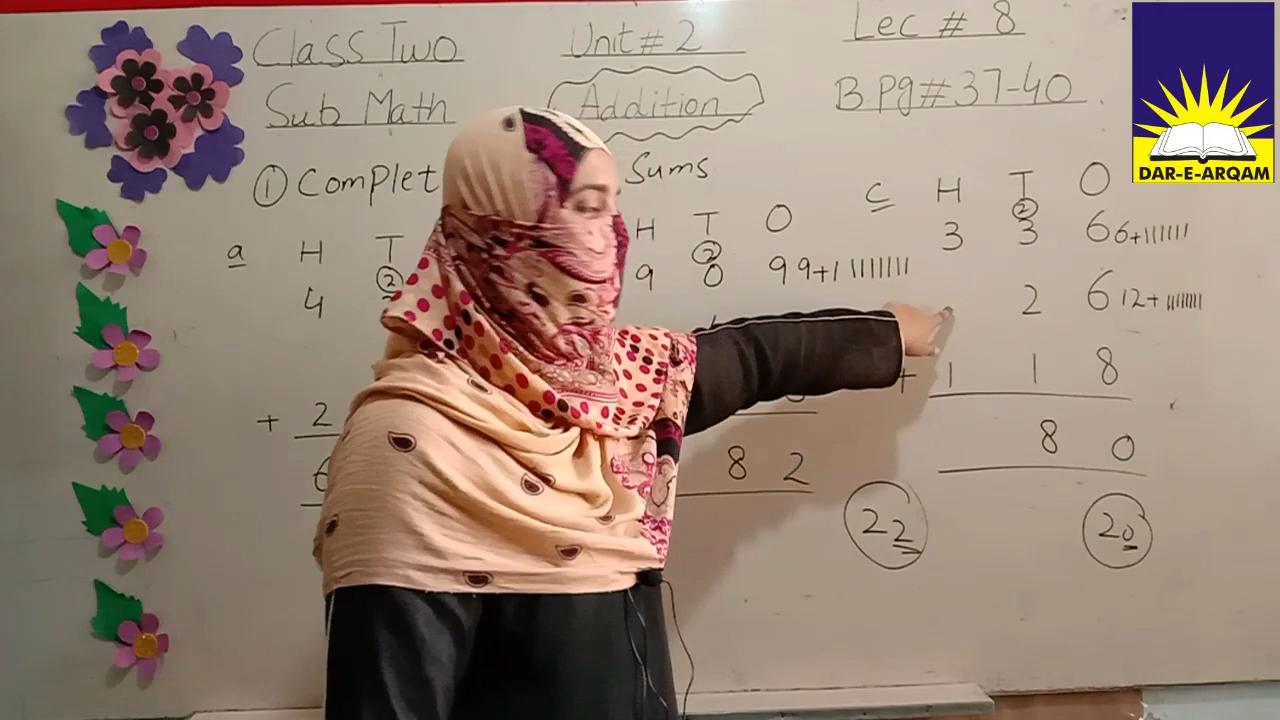 Class Two Unit # 2 Lec # 8
Sub Math Addition B Pg # 37-40
DAR-E-ARQAM
① Complet Sums
a H T H T O c H T O
② ② ②
4 9 0 9 9+1 |||||||| 3 3 6 6+||||||
2 6 12+||||||||
+ 2 + 1 1 8
6 8 2 8 0
22 20